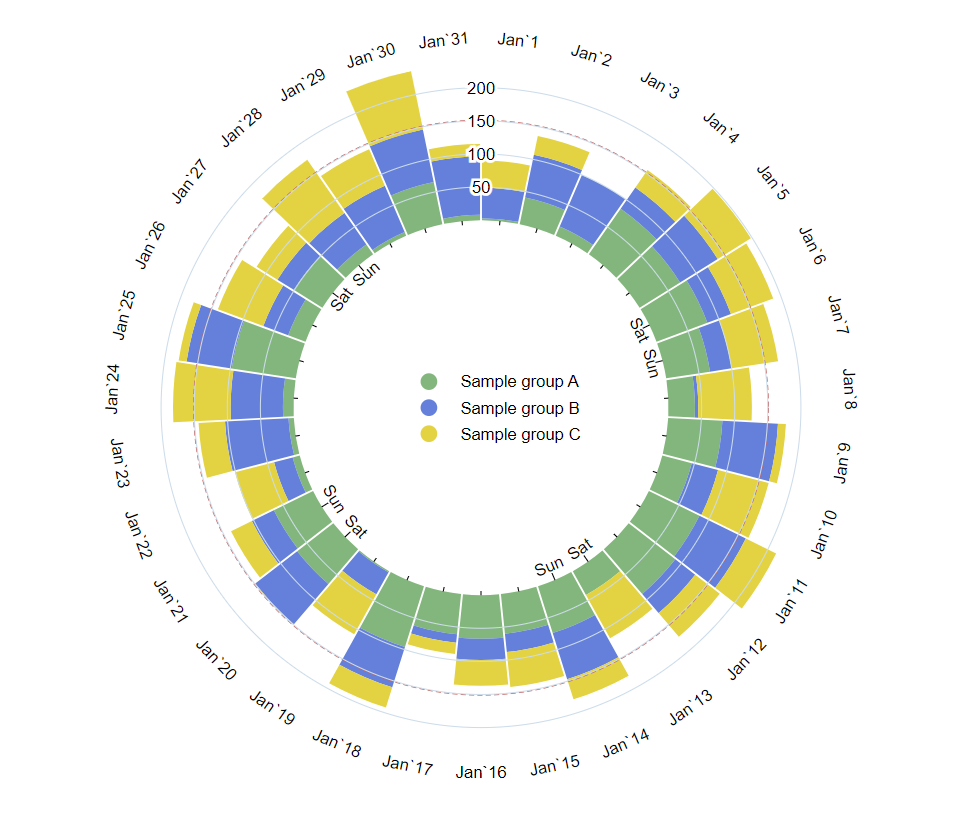 Jan`1
Jan`2
Jan`3
Jan`4
Jan`5
Jan`6
Jan`7
Jan`8
Jan`9
Jan`10
Jan`11
Jan`12
Jan`13
Jan`14
Jan`15
Jan`16
Jan`17
Jan`18
Jan`19
Jan`20
Jan`21
Jan`22
Jan`23
Jan`24
Jan`25
Jan`26
Jan`27
Jan`28
Jan`29
Jan`30
Jan`31
200
150
100
50
Sat
Sun
Sat
Sun
Sat
Sun
Sat
Sun
Sample group A
Sample group B
Sample group C